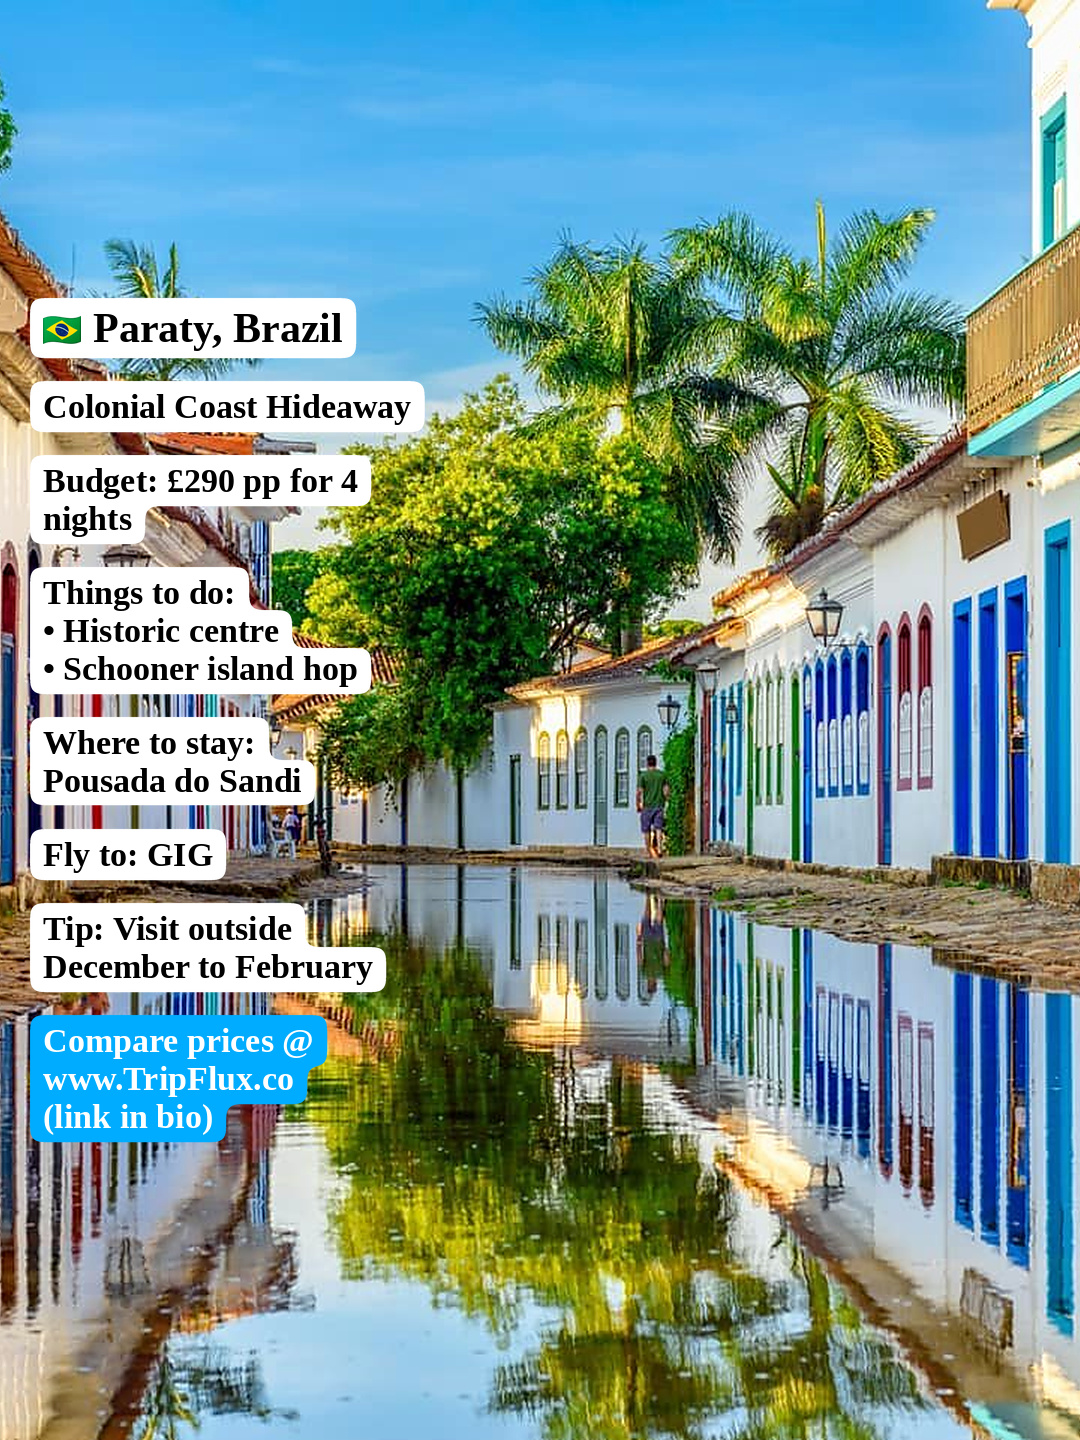 🇧🇷 Paraty, Brazil
Colonial Coast Hideaway
Budget: £290 pp for 4
nights
Things to do:
• Historic centre
• Schooner island hop
Where to stay:
Pousada do Sandi
Fly to: GIG
Tip: Visit outside
December to February
Compare prices @
www.TripFlux.co
(link in bio)